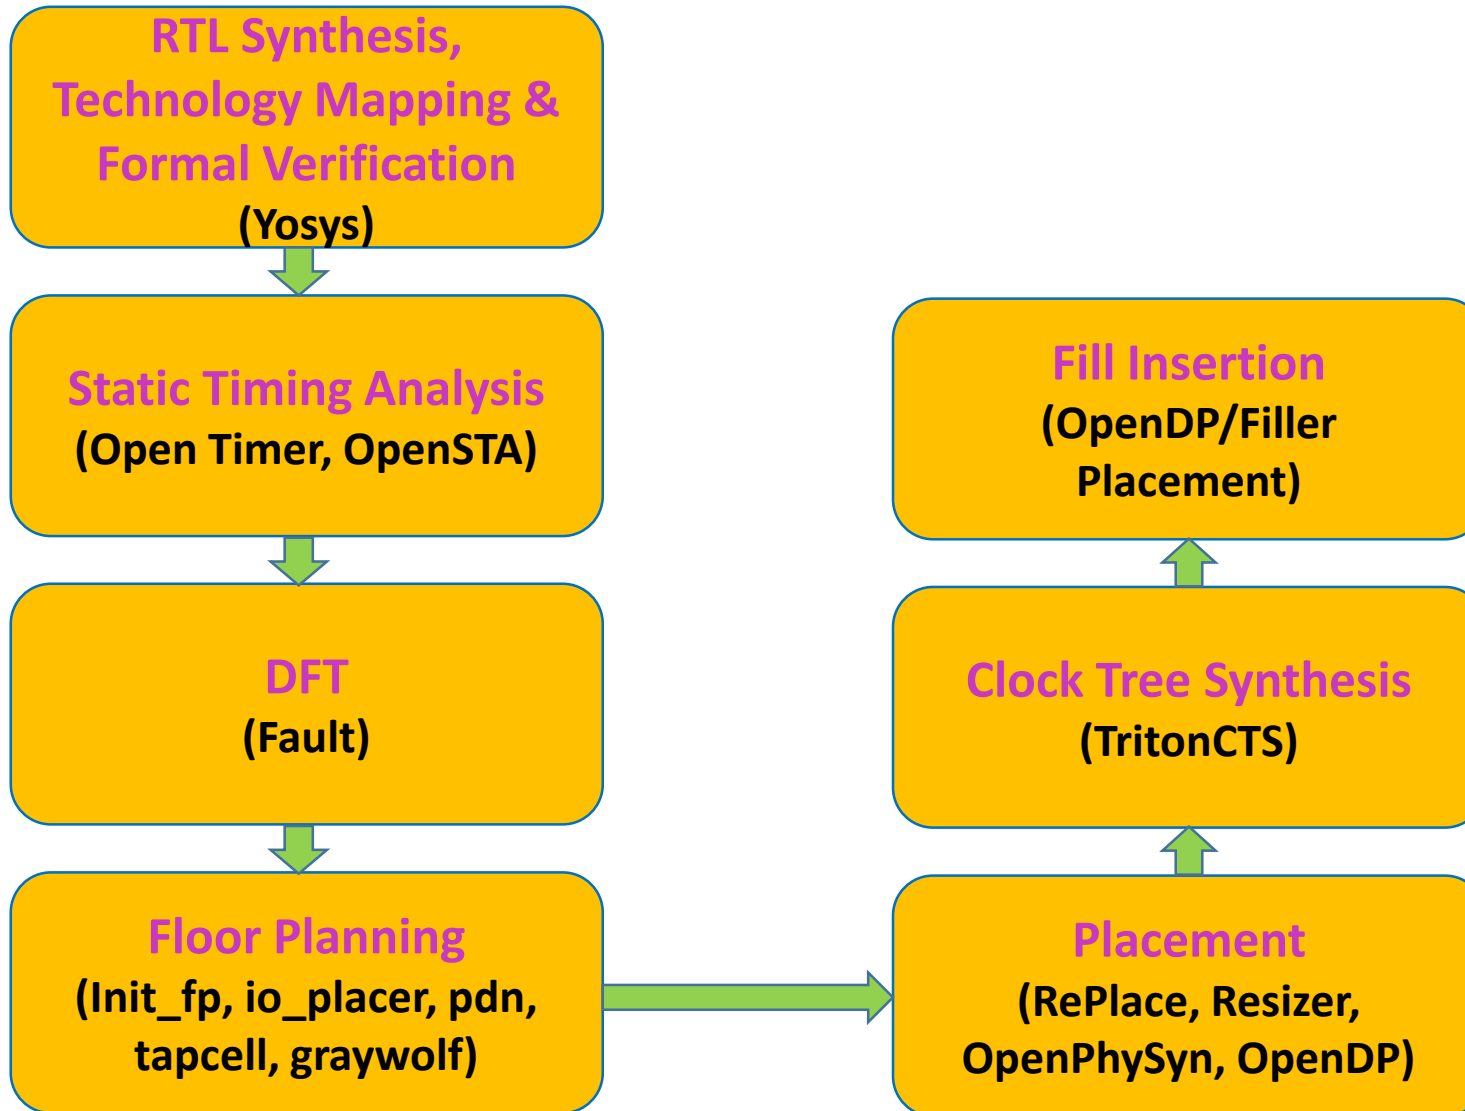 RTL Synthesis,
Technology Mapping &
Formal Verification
(Yosys)
Static Timing Analysis
(Open Timer, OpenSTA)
DFT
(Fault)
Floor Planning
(Init_fp, io_placer, pdn,
tapcell, graywolf)
Placement
(RePlace, Resizer,
OpenPhySyn, OpenDP)
Clock Tree Synthesis
(TritonCTS)
Fill Insertion
(OpenDP/Filler
Placement)